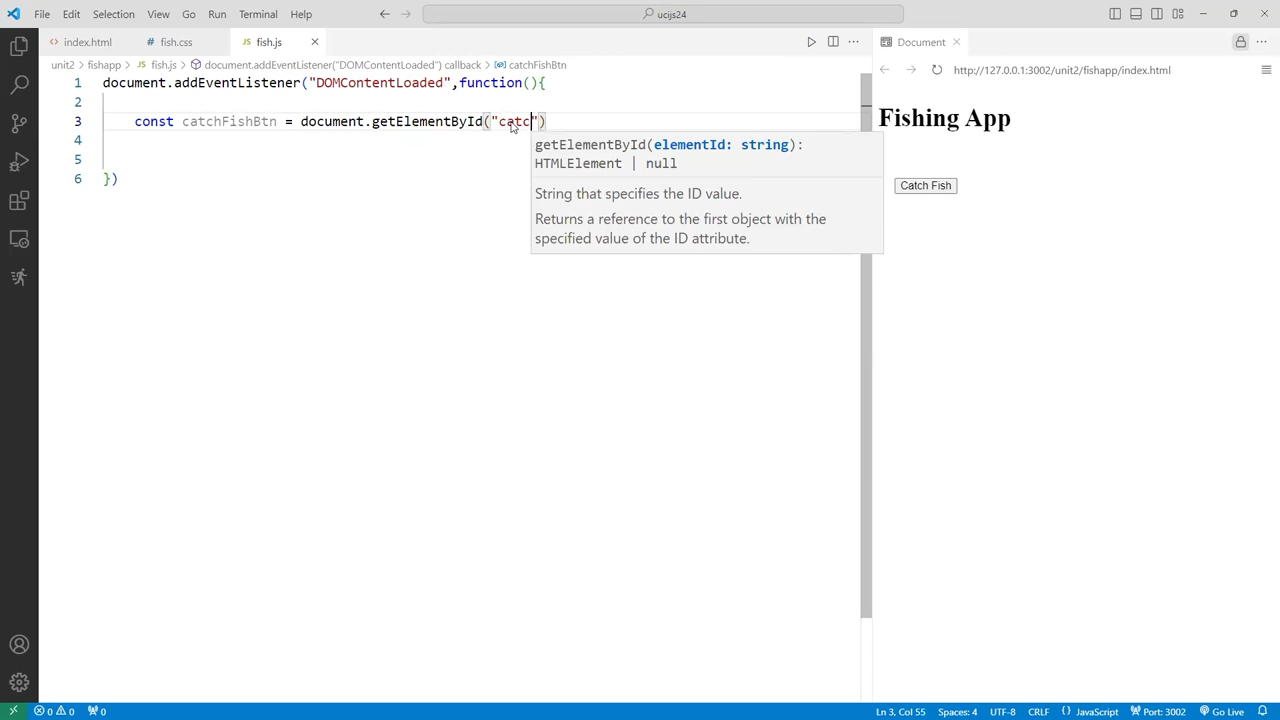 File Edit Selection View Go Run Terminal Help
ucijs24
index.html
fish.css
JS fish.js
Document
unit2 > fishapp > JS fish.js > document.addEventListener("DOMContentLoaded") callback > catchFishBtn
http://127.0.0.1:3002/unit2/fishapp/index.html
1 document.addEventListener("DOMContentLoaded",function(){
2
3 const catchFishBtn = document.getElementById("catc")
4
5
6 })
getElementById(elementId: string):
HTMLElement | null
String that specifies the ID value.
Returns a reference to the first object with the
specified value of the ID attribute.
Fishing App
Catch Fish
0 0 0
Ln 3, Col 55 Spaces: 4 UTF-8 CRLF {} JavaScript Port: 3002 Go Live